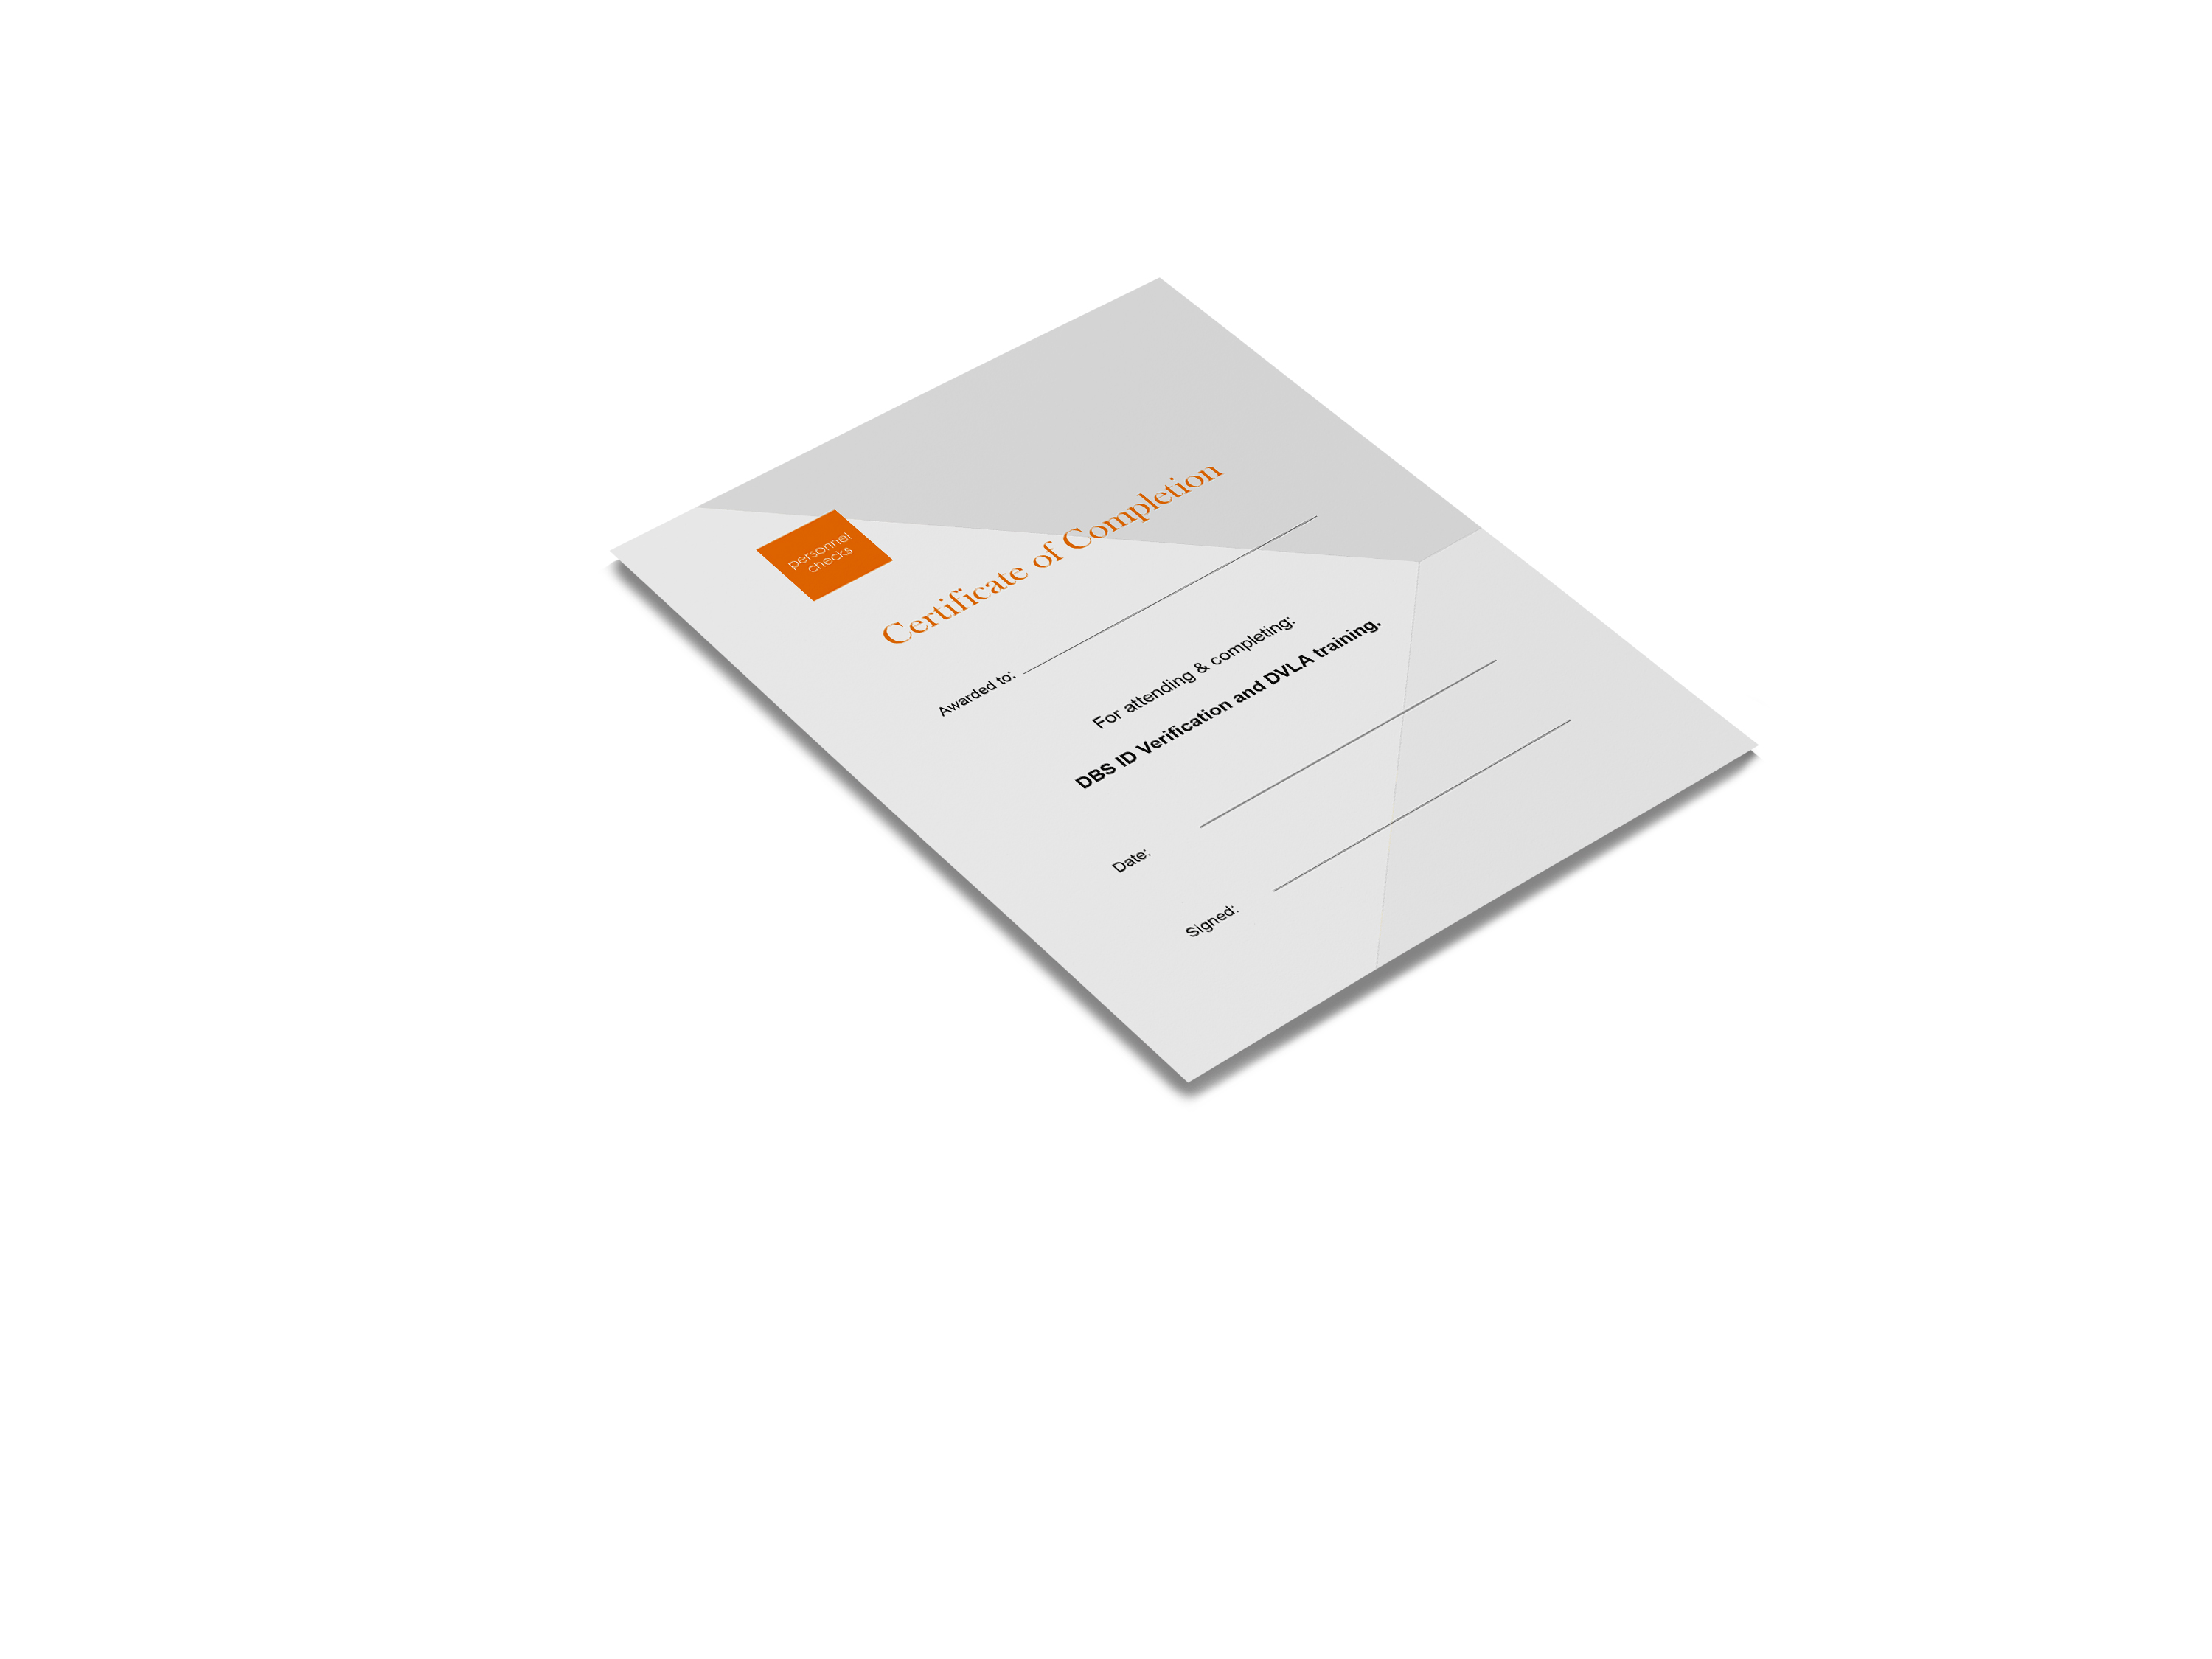 personnel
checks
Certificate of Completion
Awarded to:
For attending & completing:
DBS ID Verification and DVLA training.
Date:
Signed: